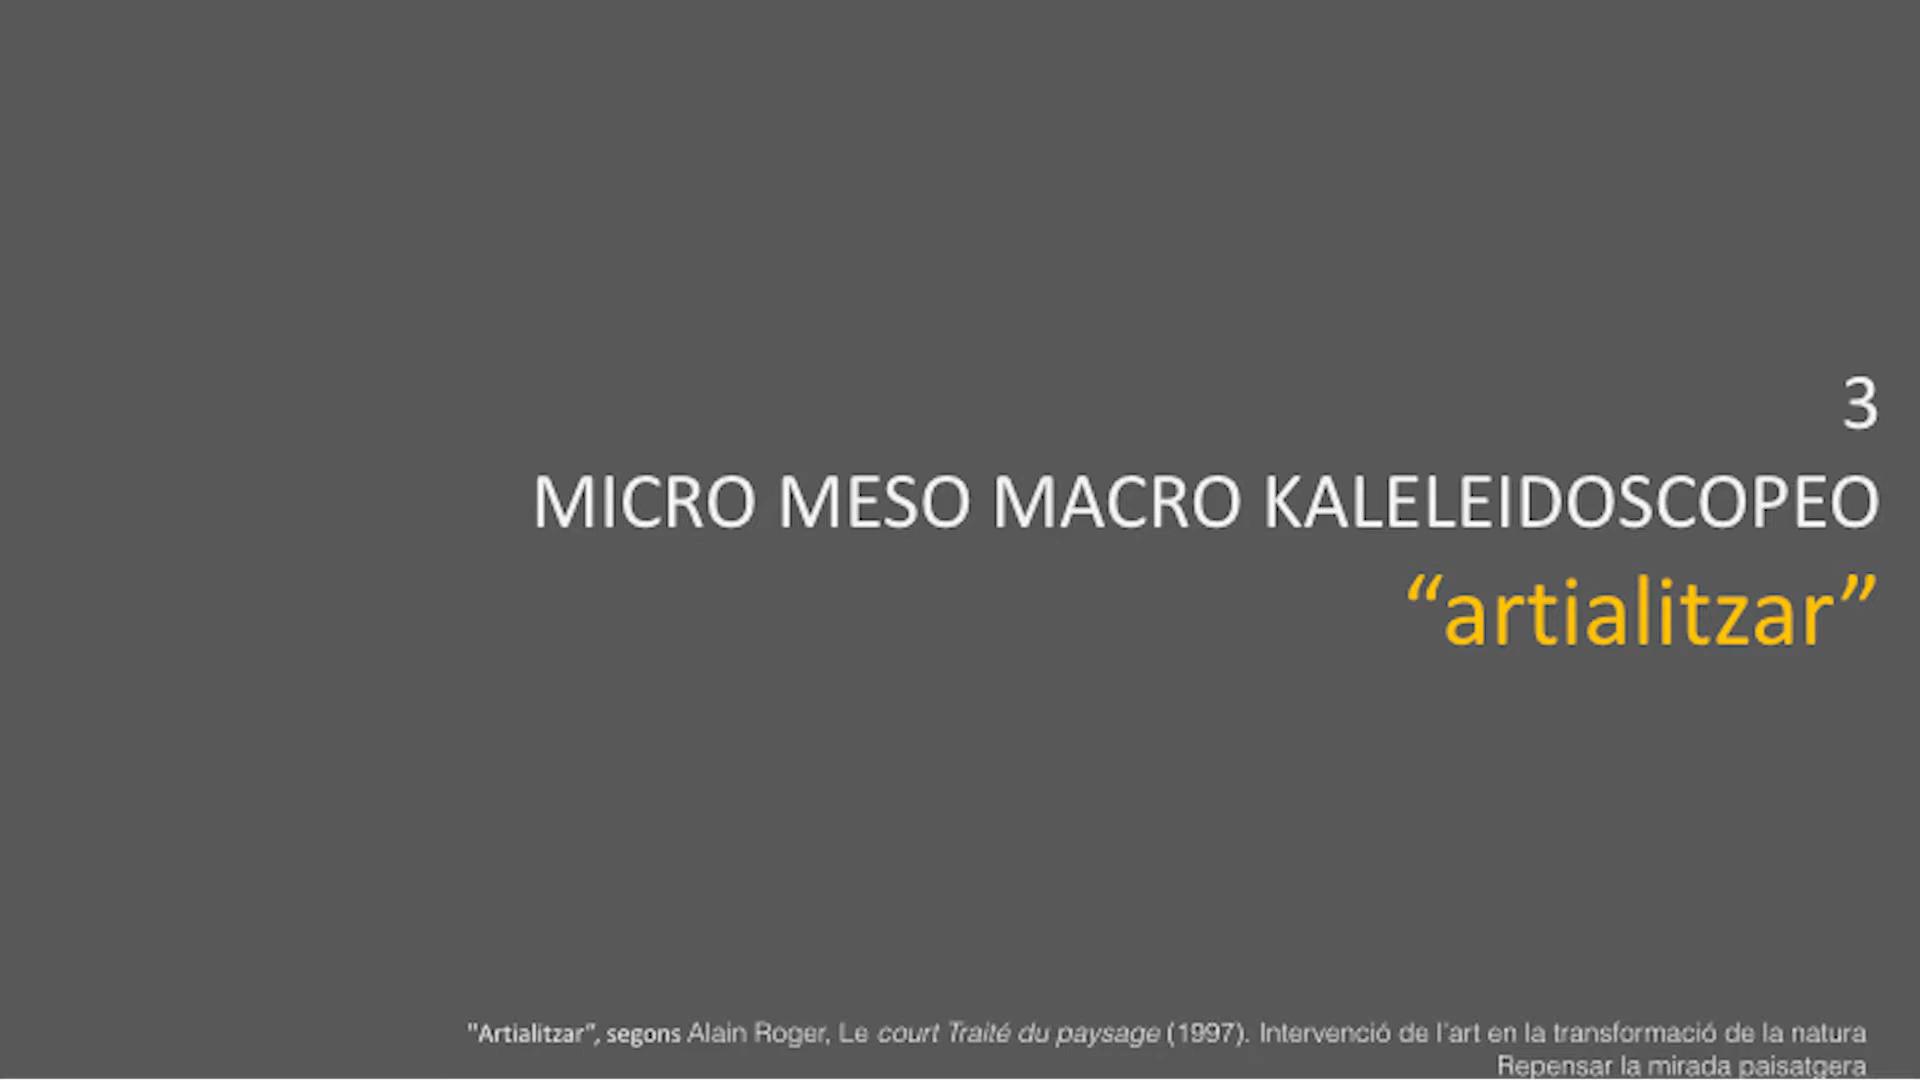 3
MICRO MESO MACRO KALELEIDOSCOPEO
“artialitzar”
"Artialitzar”, segons Alain Roger, Le court Traité du paysage (1997). Intervenció de l’art en la transformació de la natura
Repensar la mirada paisatgera